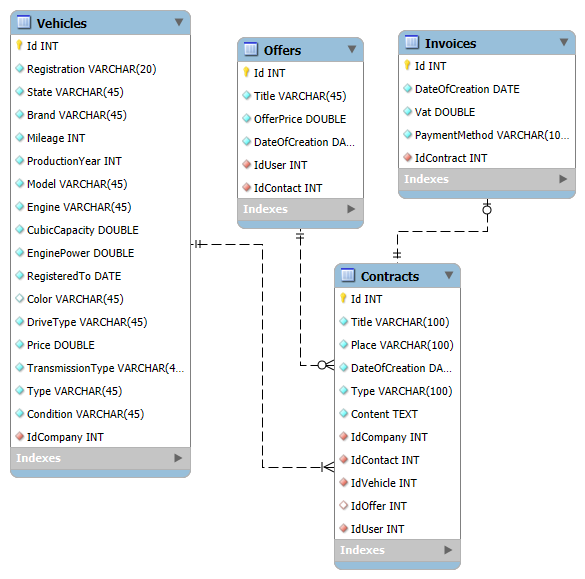 Vehicles
Id INT
Registration VARCHAR(20)
State VARCHAR(45)
Brand VARCHAR(45)
Mileage INT
ProductionYear INT
Model VARCHAR(45)
Engine VARCHAR(45)
CubicCapacity DOUBLE
EnginePower DOUBLE
RegisteredTo DATE
Color VARCHAR(45)
DriveType VARCHAR(45)
Price DOUBLE
TransmissionType VARCHAR(4...
Type VARCHAR(45)
Condition VARCHAR(45)
IdCompany INT
Indexes
Offers
Id INT
Title VARCHAR(45)
OfferPrice DOUBLE
DateOfCreation DA...
IdUser INT
IdContact INT
Indexes
Invoices
Id INT
DateOfCreation DATE
Vat DOUBLE
PaymentMethod VARCHAR(10...
IdContract INT
Indexes
Contracts
Id INT
Title VARCHAR(100)
Place VARCHAR(100)
DateOfCreation DA...
Type VARCHAR(100)
Content TEXT
IdCompany INT
IdContact INT
IdVehicle INT
IdOffer INT
IdUser INT
Indexes